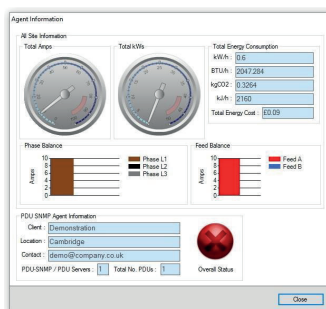 Agent Information
All Site Information
Total Amps
Total kWs
Total Energy Consumption
kW/h : 0.6
BTU/h : 2047.284
kgCO2 : 0.3264
kJ/h : 2160
Total Energy Cost : £0.09
Phase Balance
Amps
10
8
6
4
2
0
Phase L1
Phase L2
Phase L3
Feed Balance
Amps
10
8
6
4
2
0
Feed A
Feed B
PDU SNMP Agent Information
Client : Demonstration
Location : Cambridge
Contact : demo@company.co.uk
PDU-SNMP / PDU Servers : 1 Total No. PDUs : 1
Overall Status
Close